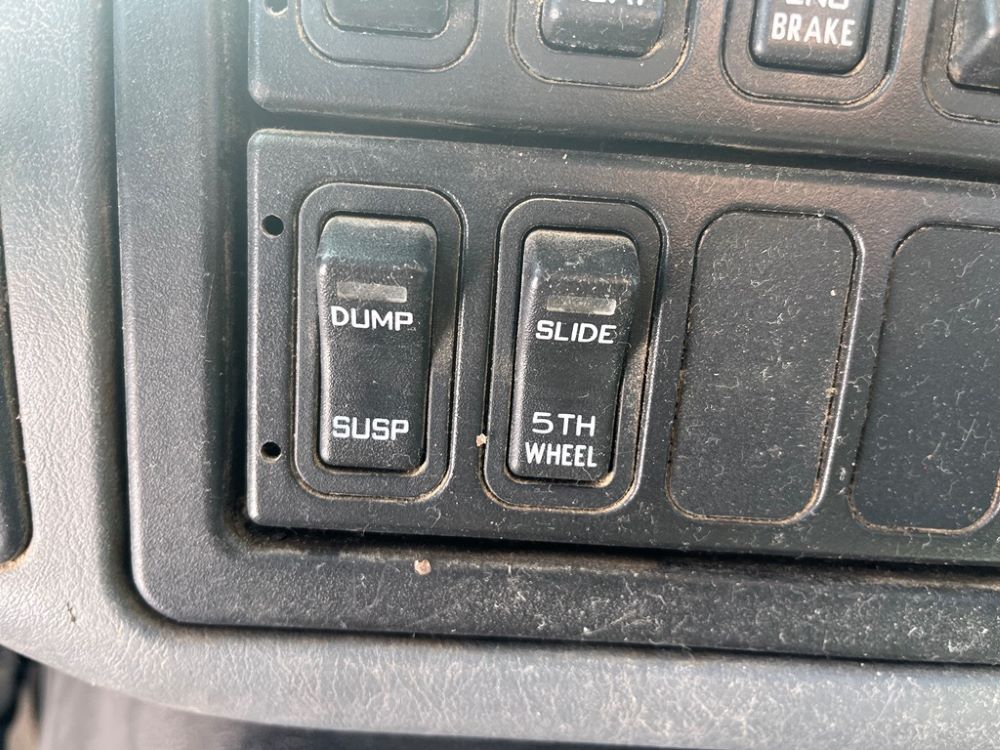 BRAKE
DUMP
SUSP
SLIDE
5TH
WHEEL